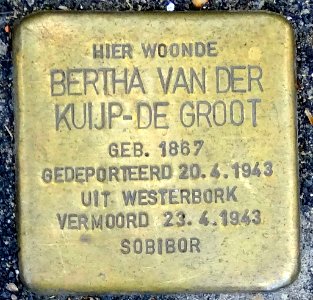 HIER WOONDE
BERTHA VAN DER
KUIJP-DE GROOT
GEB. 1867
GEDEPORTEERD 20.4.1943
UIT WESTERBORK
VERMOORD 23.4.1943
SOBIBOR